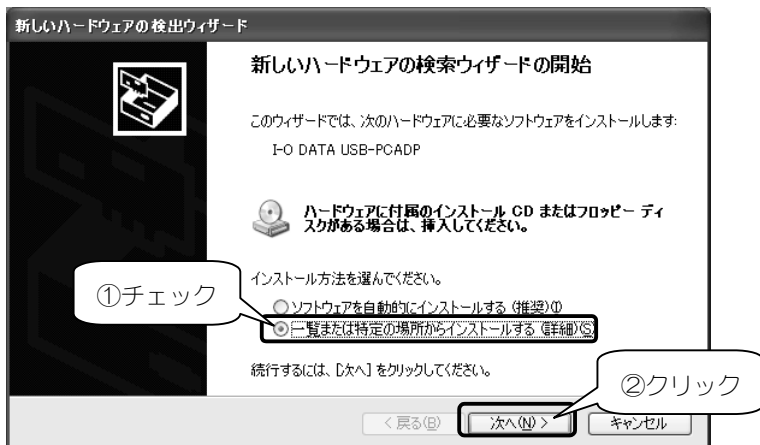 新しいハードウェアの検出ウィザード
新しいハードウェアの検索ウィザードの開始
このウィザードでは、次のハードウェアに必要なソフトウェアをインストールします:
I-O DATA USB-PCADP
ハードウェアに付属のインストール CD またはフロッピー ディ
スクがある場合は、挿入してください。
インストール方法を選んでください。
①チェック
ソフトウェアを自動的にインストールする (推奨)(I)
一覧または特定の場所からインストールする (詳細)(S)
続行するには、[次へ] をクリックしてください。
②クリック
< 戻る(B)
次へ(N) >
キャンセル